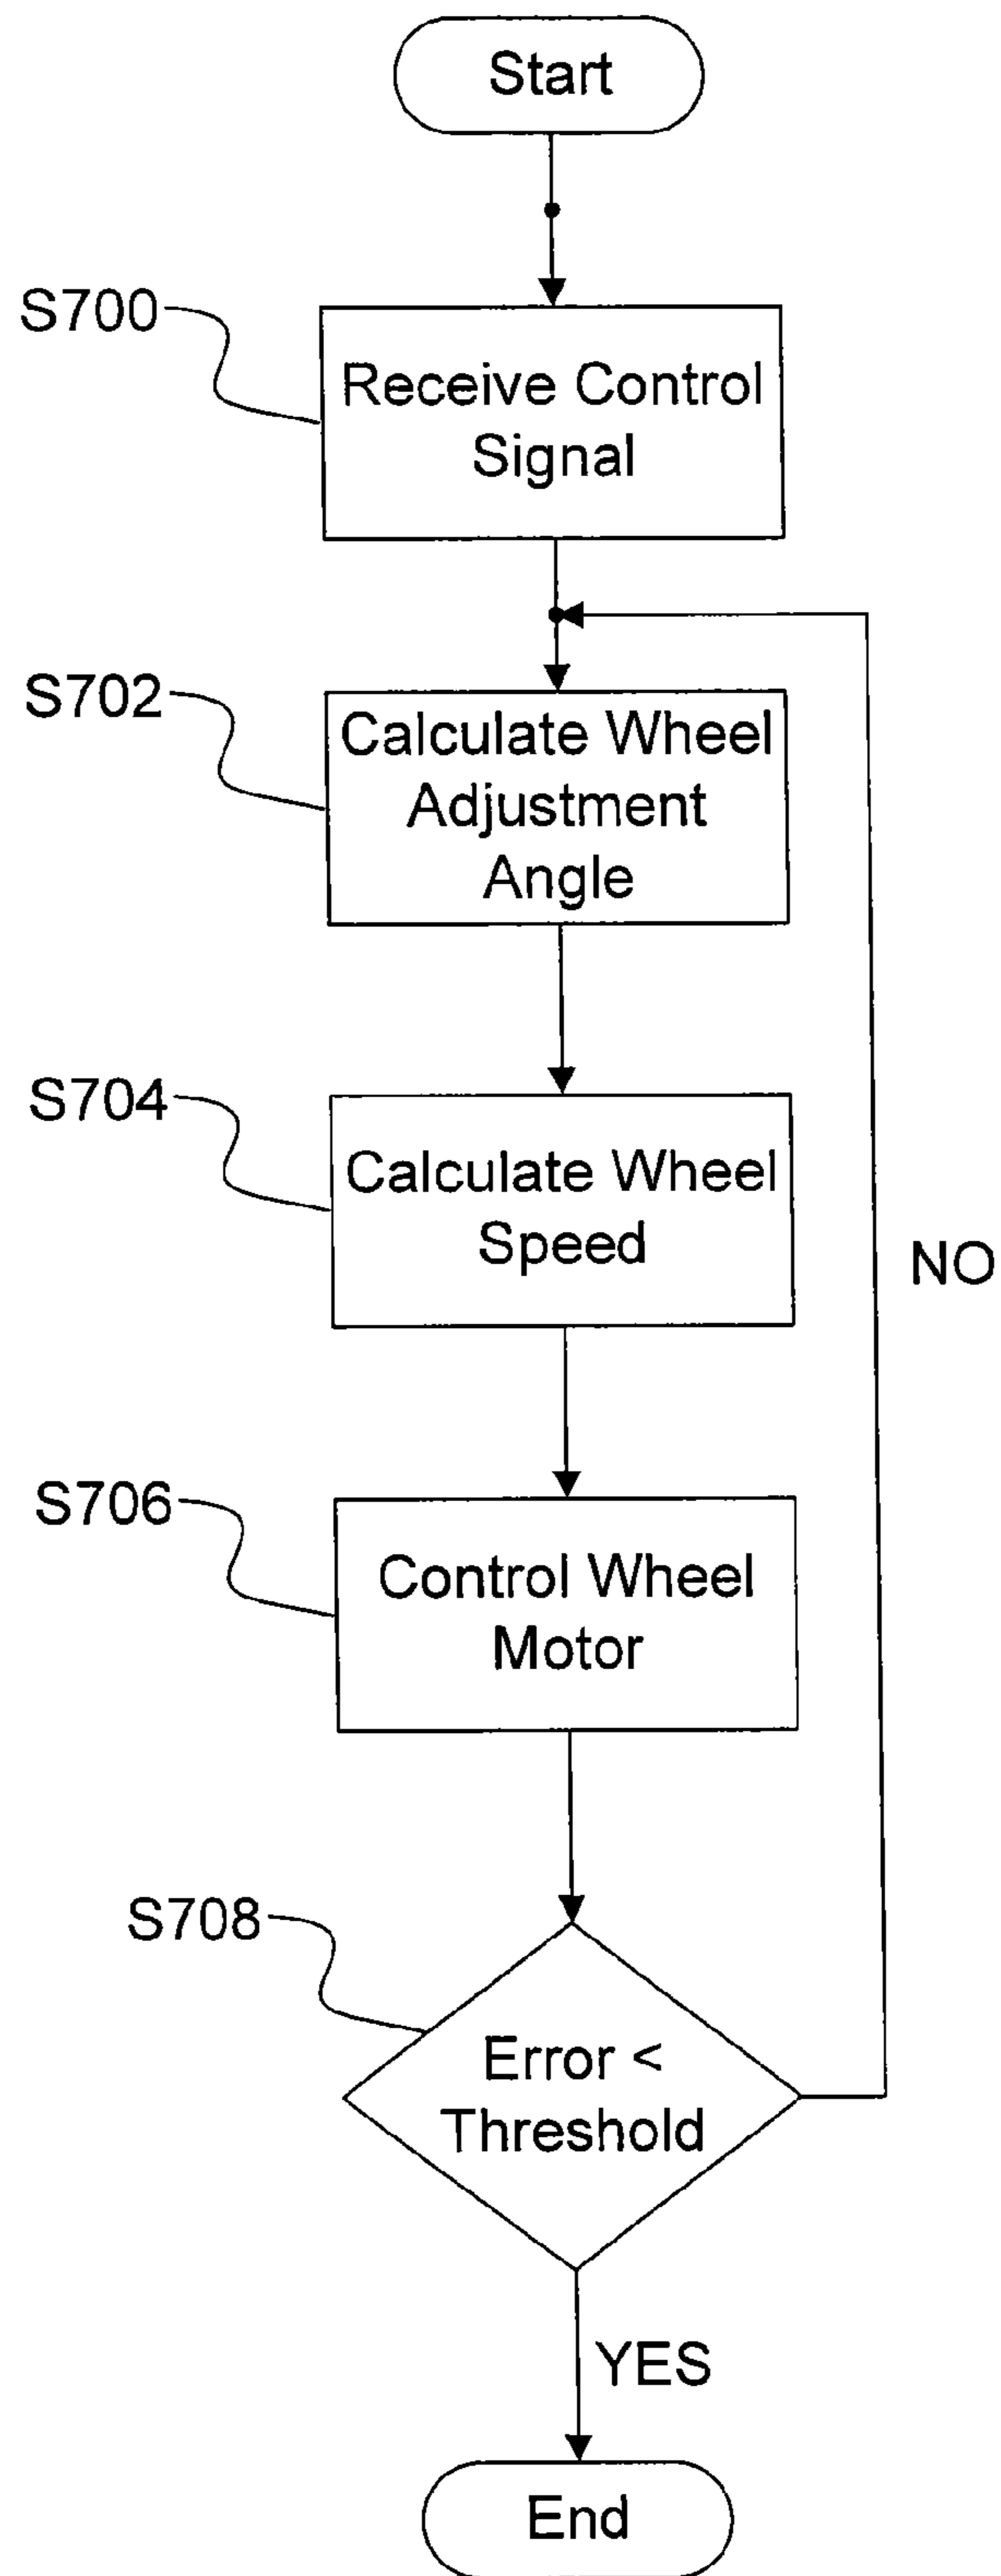 Start
S700
Receive Control
Signal
S702
Calculate Wheel
Adjustment
Angle
S704
Calculate Wheel
Speed
NO
S706
Control Wheel
Motor
S708
Error <
Threshold
YES
End